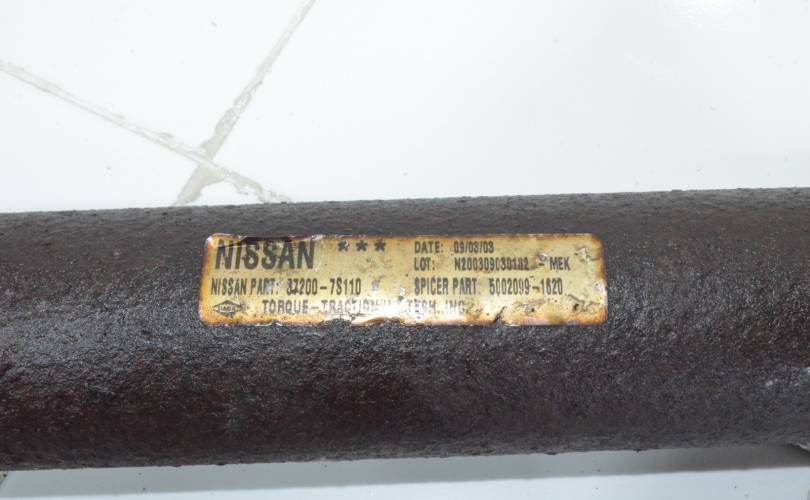 NISSAN *** DATE: 09/03/03
LOT: N200309030102 - MEK
NISSAN PART: 37200-7S110 SPICER PART. 5002099-1620
TORQUE-TRACTION TECH, INC